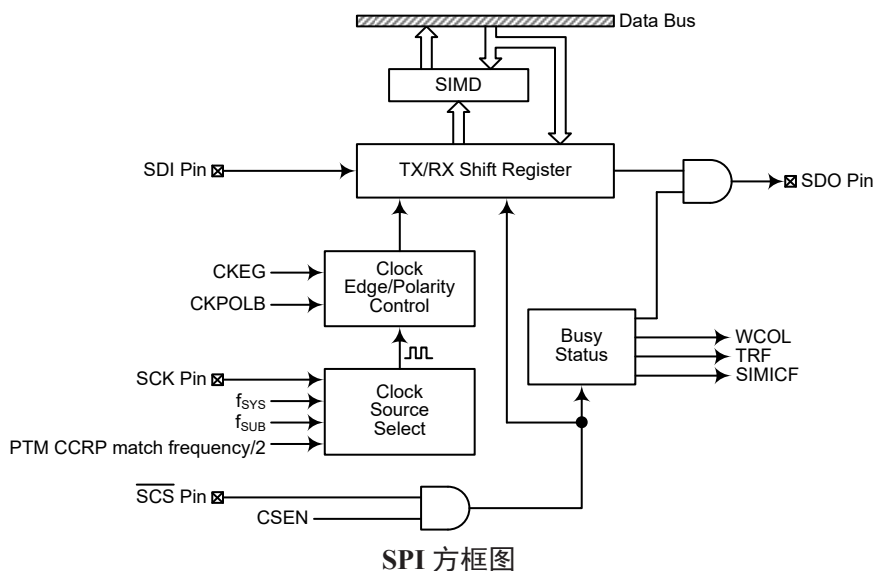 Data Bus
SIMD
SDI Pin
TX/RX Shift Register
SDO Pin
CKEG
CKPOLB
Clock
Edge/Polarity
Control
Busy
Status
WCOL
TRF
SIMICF
SCK Pin
fSYS
fSUB
PTM CCRP match frequency/2
Clock
Source
Select
SCS Pin
CSEN
SPI 方框图